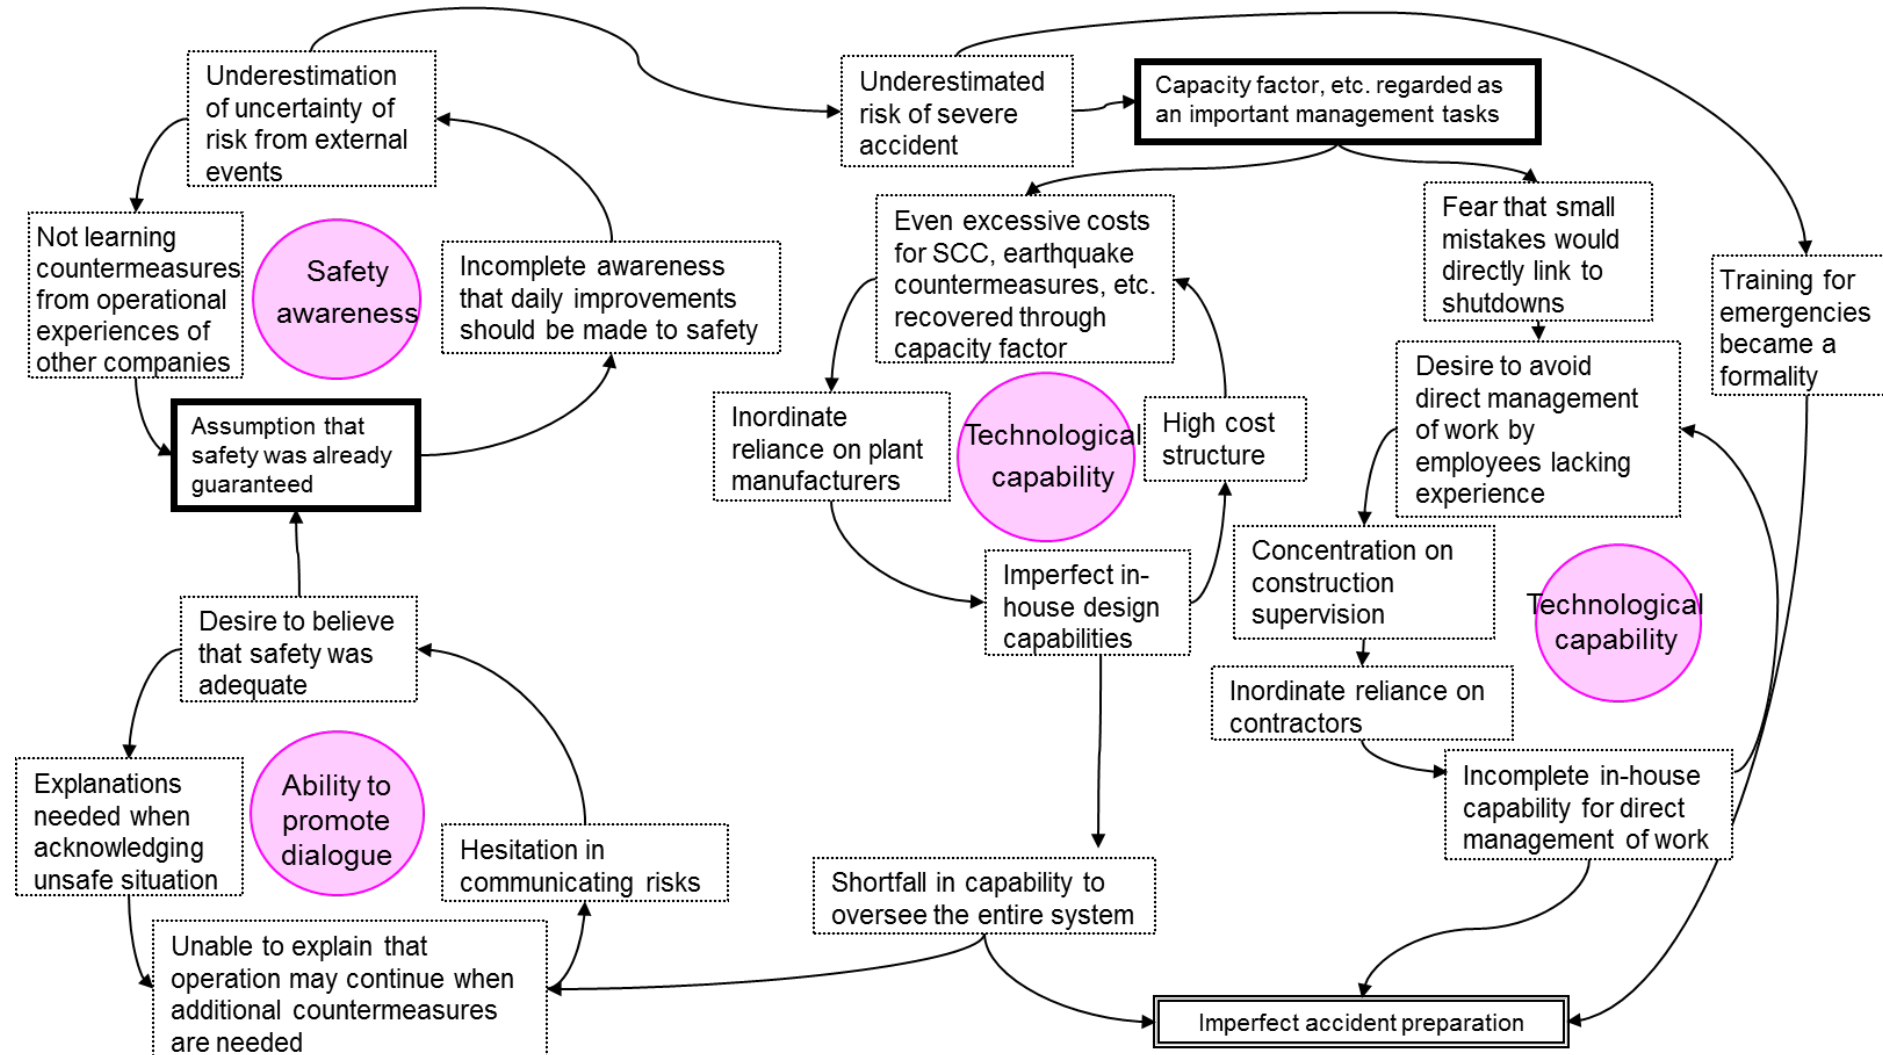 Underestimation
of uncertainty of
risk from external
events
Underestimated
risk of severe
accident
Capacity factor, etc. regarded as
an important management tasks
Not learning
countermeasures
from operational
experiences of
other companies
Safety
awareness
Incomplete awareness
that daily improvements
should be made to safety
Even excessive costs
for SCC, earthquake
countermeasures, etc.
recovered through
capacity factor
Fear that small
mistakes would
directly link to
shutdowns
Training for
emergencies
became a
formality
Assumption that
safety was already
guaranteed
Inordinate
reliance on plant
manufacturers
Technological
capability
High cost
structure
Desire to avoid
direct management
of work by
employees lacking
experience
Imperfect in-
house design
capabilities
Concentration on
construction
supervision
Technological
capability
Desire to believe
that safety was
adequate
Inordinate reliance on
contractors
Explanations
needed when
acknowledging
unsafe situation
Ability to
promote
dialogue
Hesitation in
communicating risks
Incomplete in-house
capability for direct
management of work
Shortfall in capability to
oversee the entire system
Unable to explain that
operation may continue when
additional countermeasures
are needed
Imperfect accident preparation